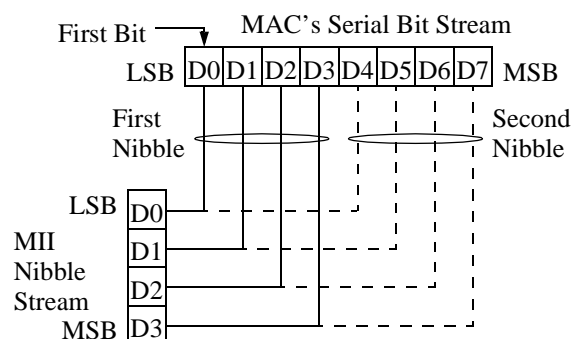 MAC's Serial Bit Stream
First Bit
LSB D0 D1 D2 D3 D4 D5 D6 D7 MSB
First
Nibble
Second
Nibble
LSB D0
D1
D2
MSB D3
MII
Nibble
Stream